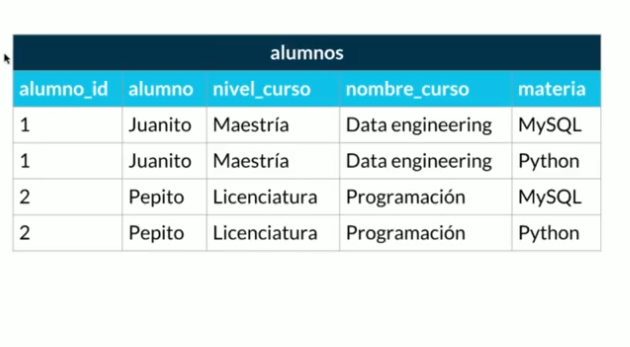 alumnos
alumno_id alumno nivel_curso nombre_curso materia
1 Juanito Maestría Data engineering MySQL
1 Juanito Maestría Data engineering Python
2 Pepito Licenciatura Programación MySQL
2 Pepito Licenciatura Programación Python